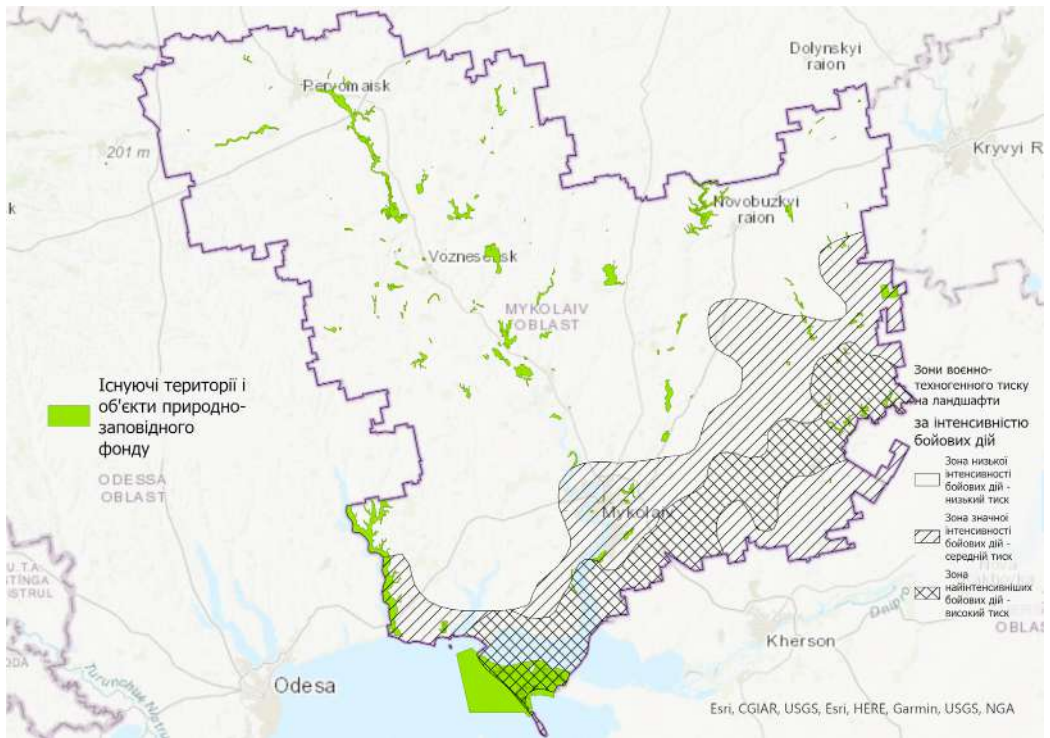 Dolynskyi
raion
Pervomaisk
201 m
Kryvyi R
k
Novobuzkyi
raion
Voznesensk
MYKOLAIV
OBLAST
Існуючі території і
об'єкти природно-
заповідного
фонду
Зони воєнно-
техногенного тиску
на ландшафти
за інтенсивністю
бойових дій
Зона низької
інтенсивності
бойових дій -
низький тиск
Зона значної
інтенсивності
бойових дій -
середній тиск
Зона
найінтенсивніших
бойових дій -
високий тиск
ODESSA
OBLAST
Mykolaiv
U.T.A.
STRUL
Kherson
OBLAS
Odesa
Esri, CGIAR, USGS, Esri, HERE, Garmin, USGS, NGA